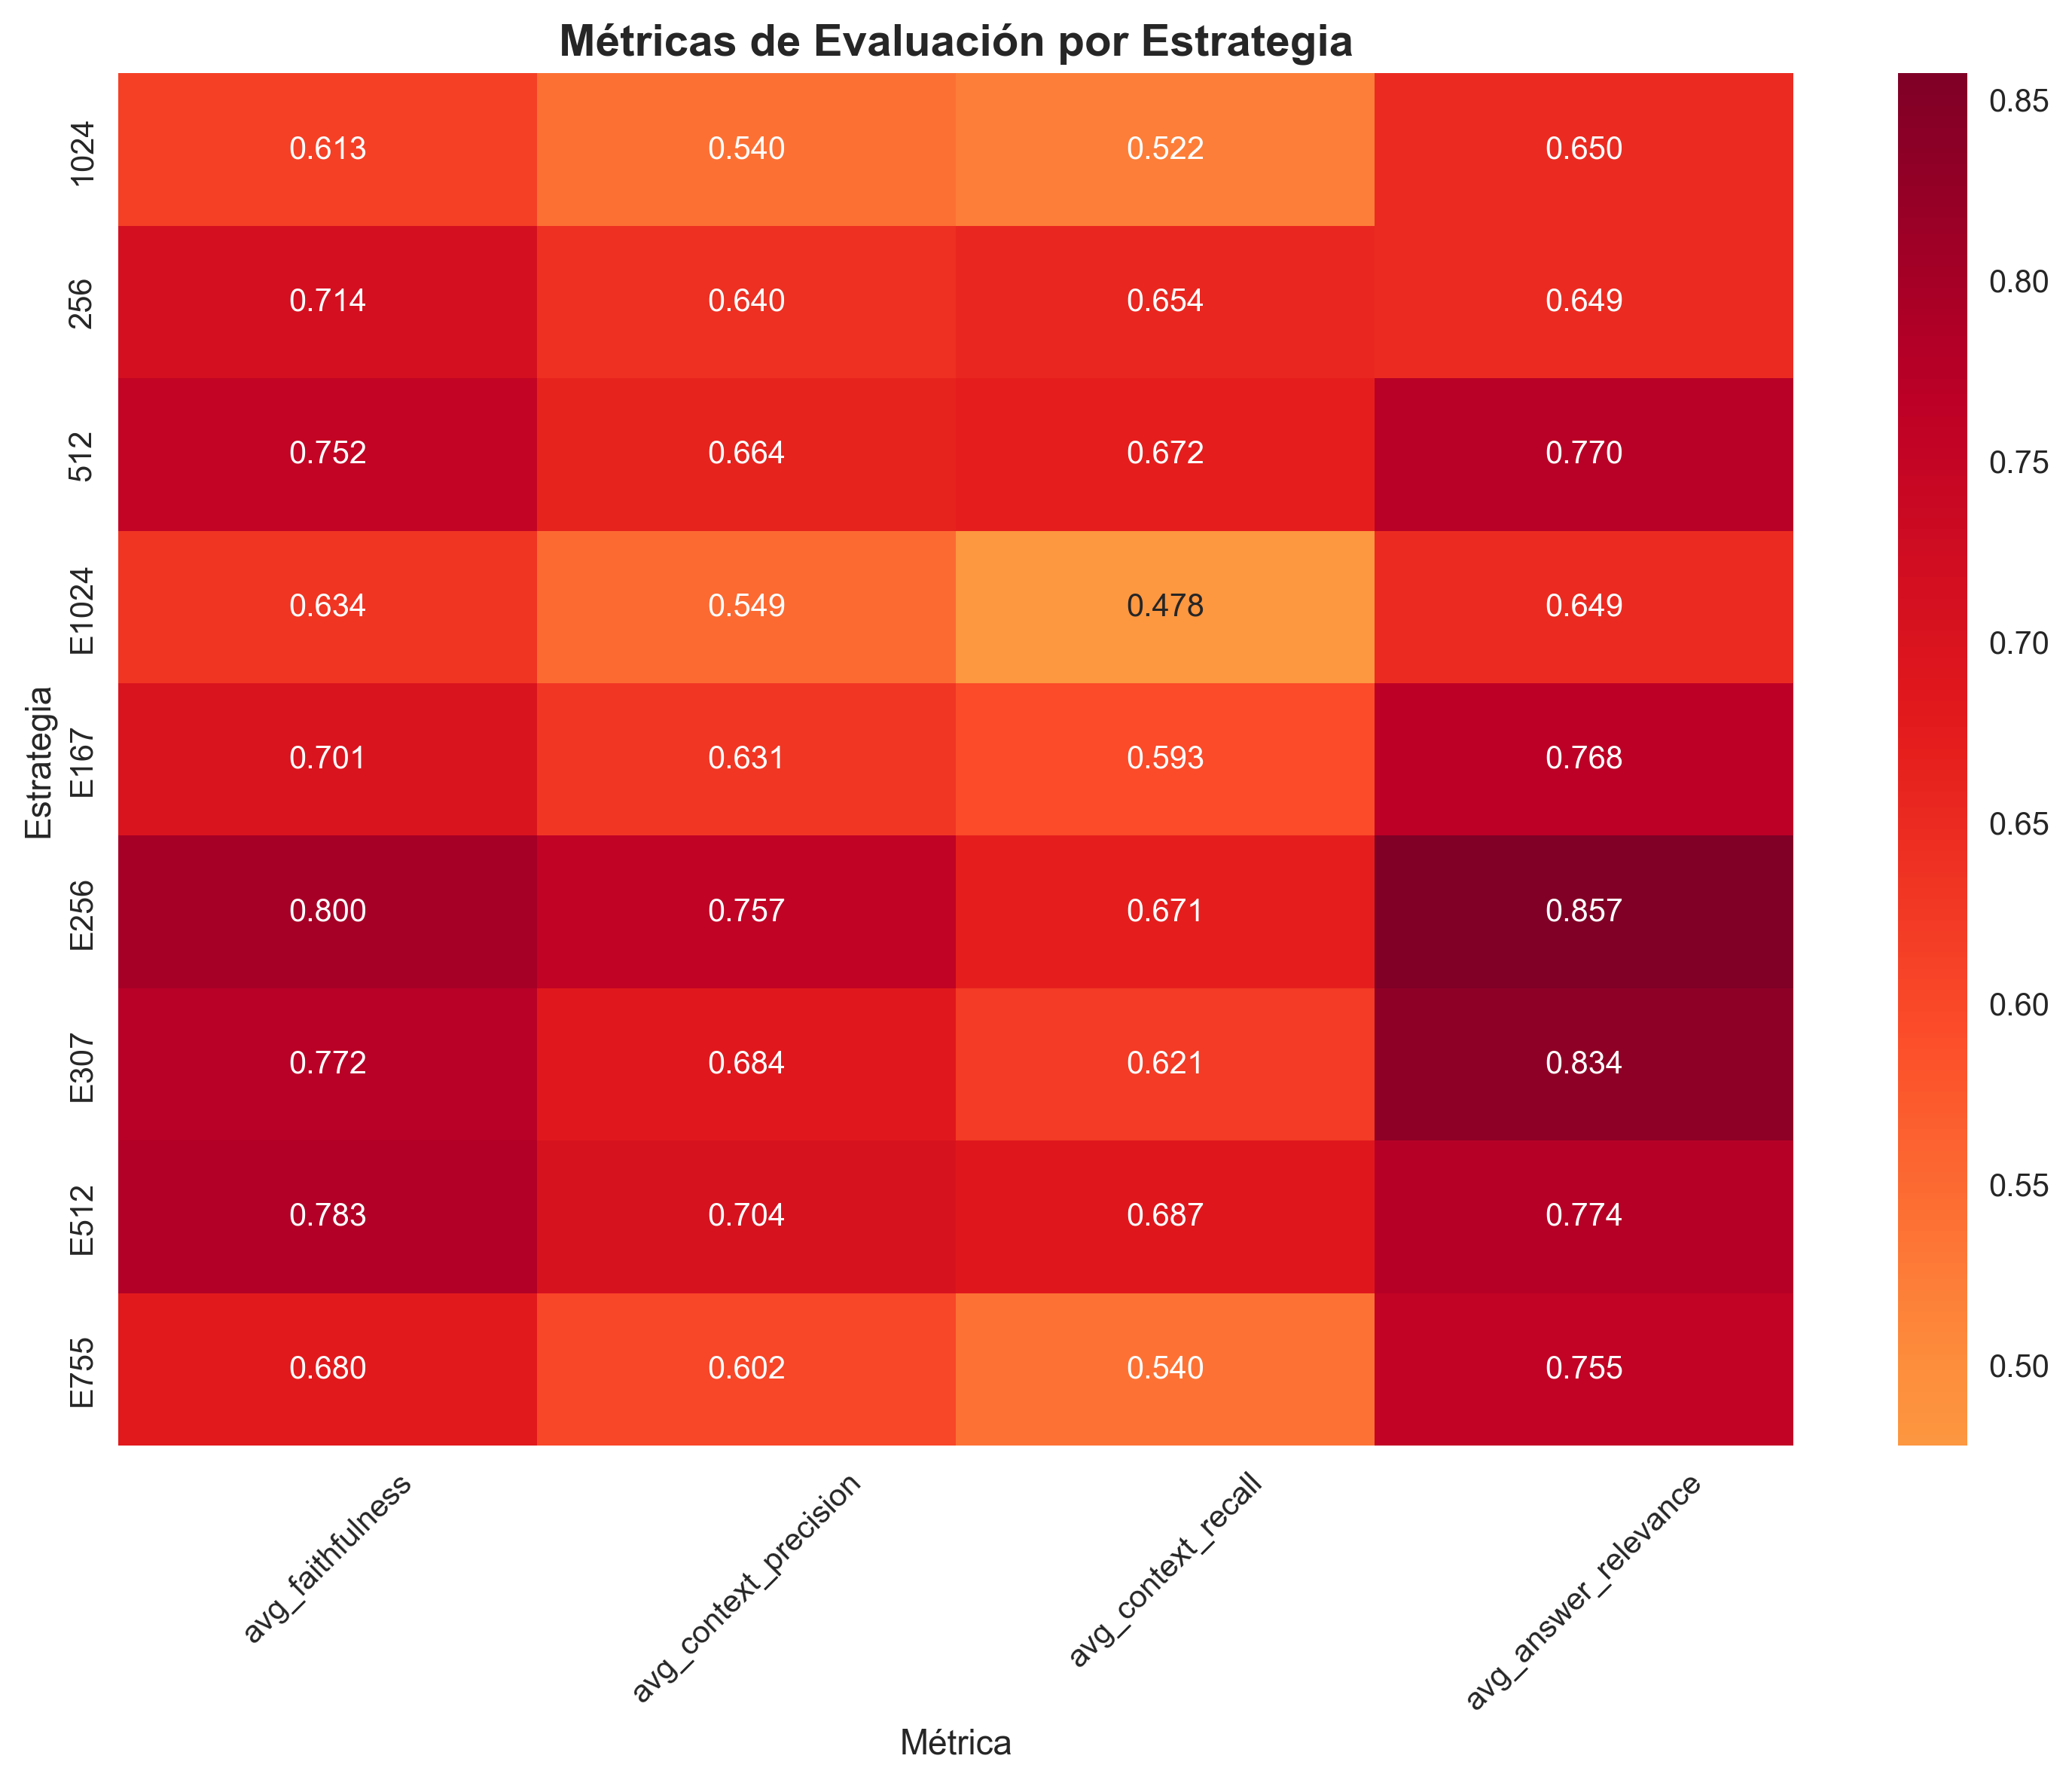 Métricas de Evaluación por Estrategia
1024 0.613 0.540 0.522 0.650
256 0.714 0.640 0.654 0.649
512 0.752 0.664 0.672 0.770
E1024 0.634 0.549 0.478 0.649
E167 0.701 0.631 0.593 0.768
E256 0.800 0.757 0.671 0.857
E307 0.772 0.684 0.621 0.834
E512 0.783 0.704 0.687 0.774
E755 0.680 0.602 0.540 0.755
Estrategia
avg_faithfulness avg_context_precision avg_context_recall avg_answer_relevance
Métrica
0.85
0.80
0.75
0.70
0.65
0.60
0.55
0.50